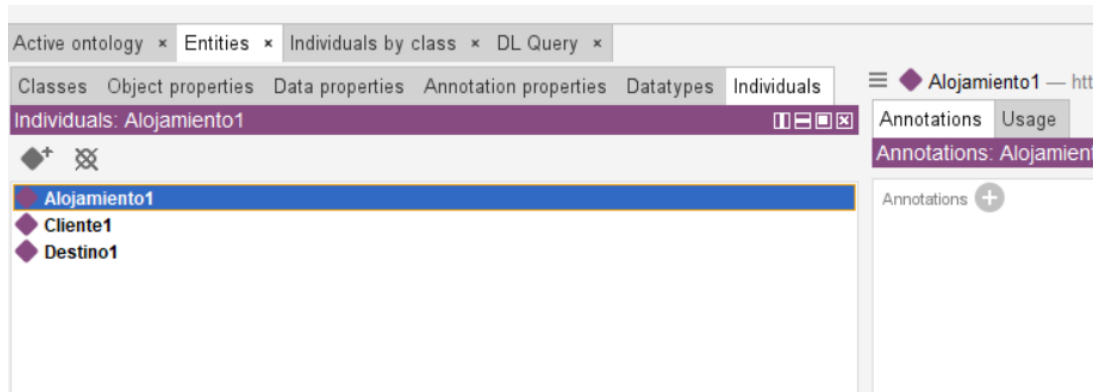 Active ontology × Entities × Individuals by class × DL Query ×
Classes Object properties Data properties Annotation properties Datatypes Individuals
Individuals: Alojamiento1
Alojamiento1
Cliente1
Destino1
Alojamiento1 — htt
Annotations Usage
Annotations: Alojamient
Annotations